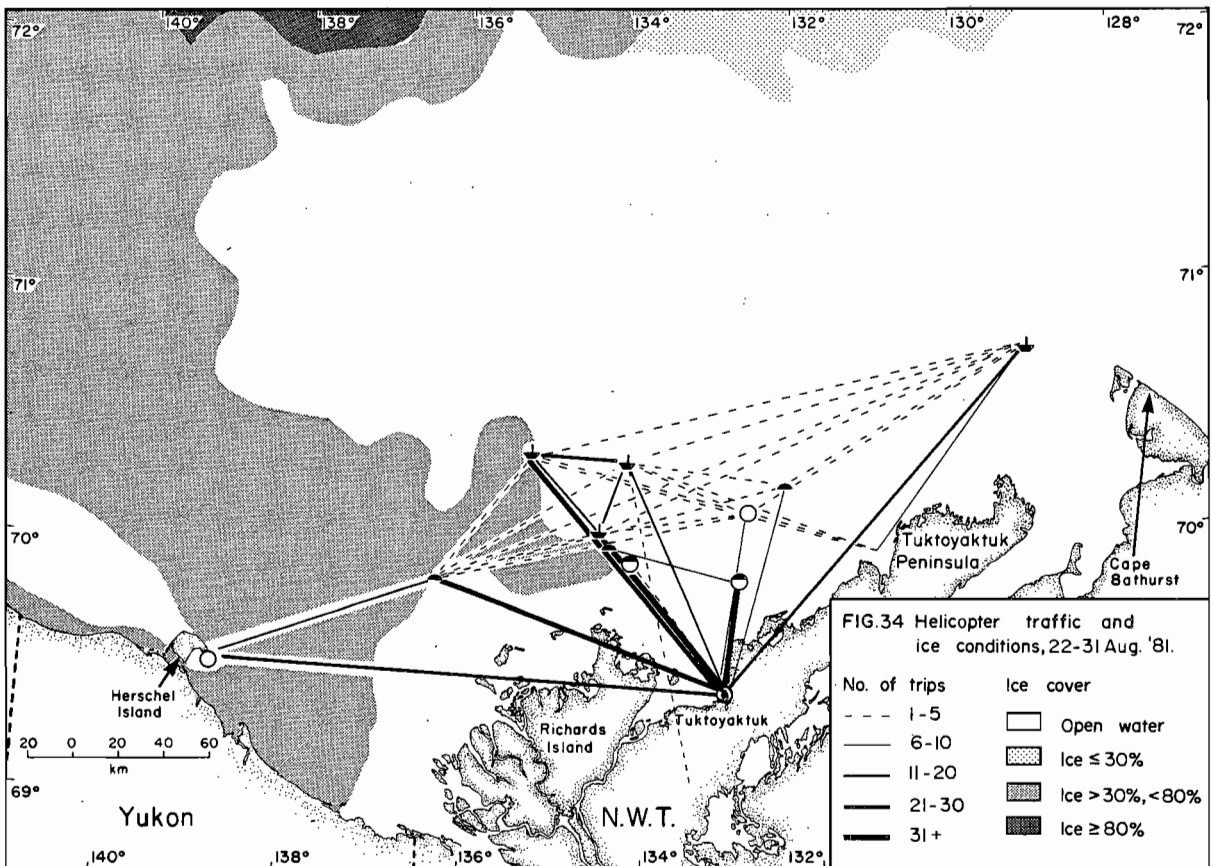 72° 140° 138° 136° 134° 132° 130° 128° 72°
71° 71°
70° 70°
Tuktoyaktuk
Peninsula
Cape
Bathurst
Herschel
Island
Richards
Island
Tuktoyaktuk
20 0 20 40 60
km
69°
Yukon
N.W.T.
140° 138° 136° 134° 132°
FIG.34 Helicopter traffic and
ice conditions, 22-31 Aug. '81.
No. of trips
1-5
6-10
11-20
21-30
31+
Ice cover
Open water
Ice ≤ 30%
Ice > 30%, < 80%
Ice ≥ 80%